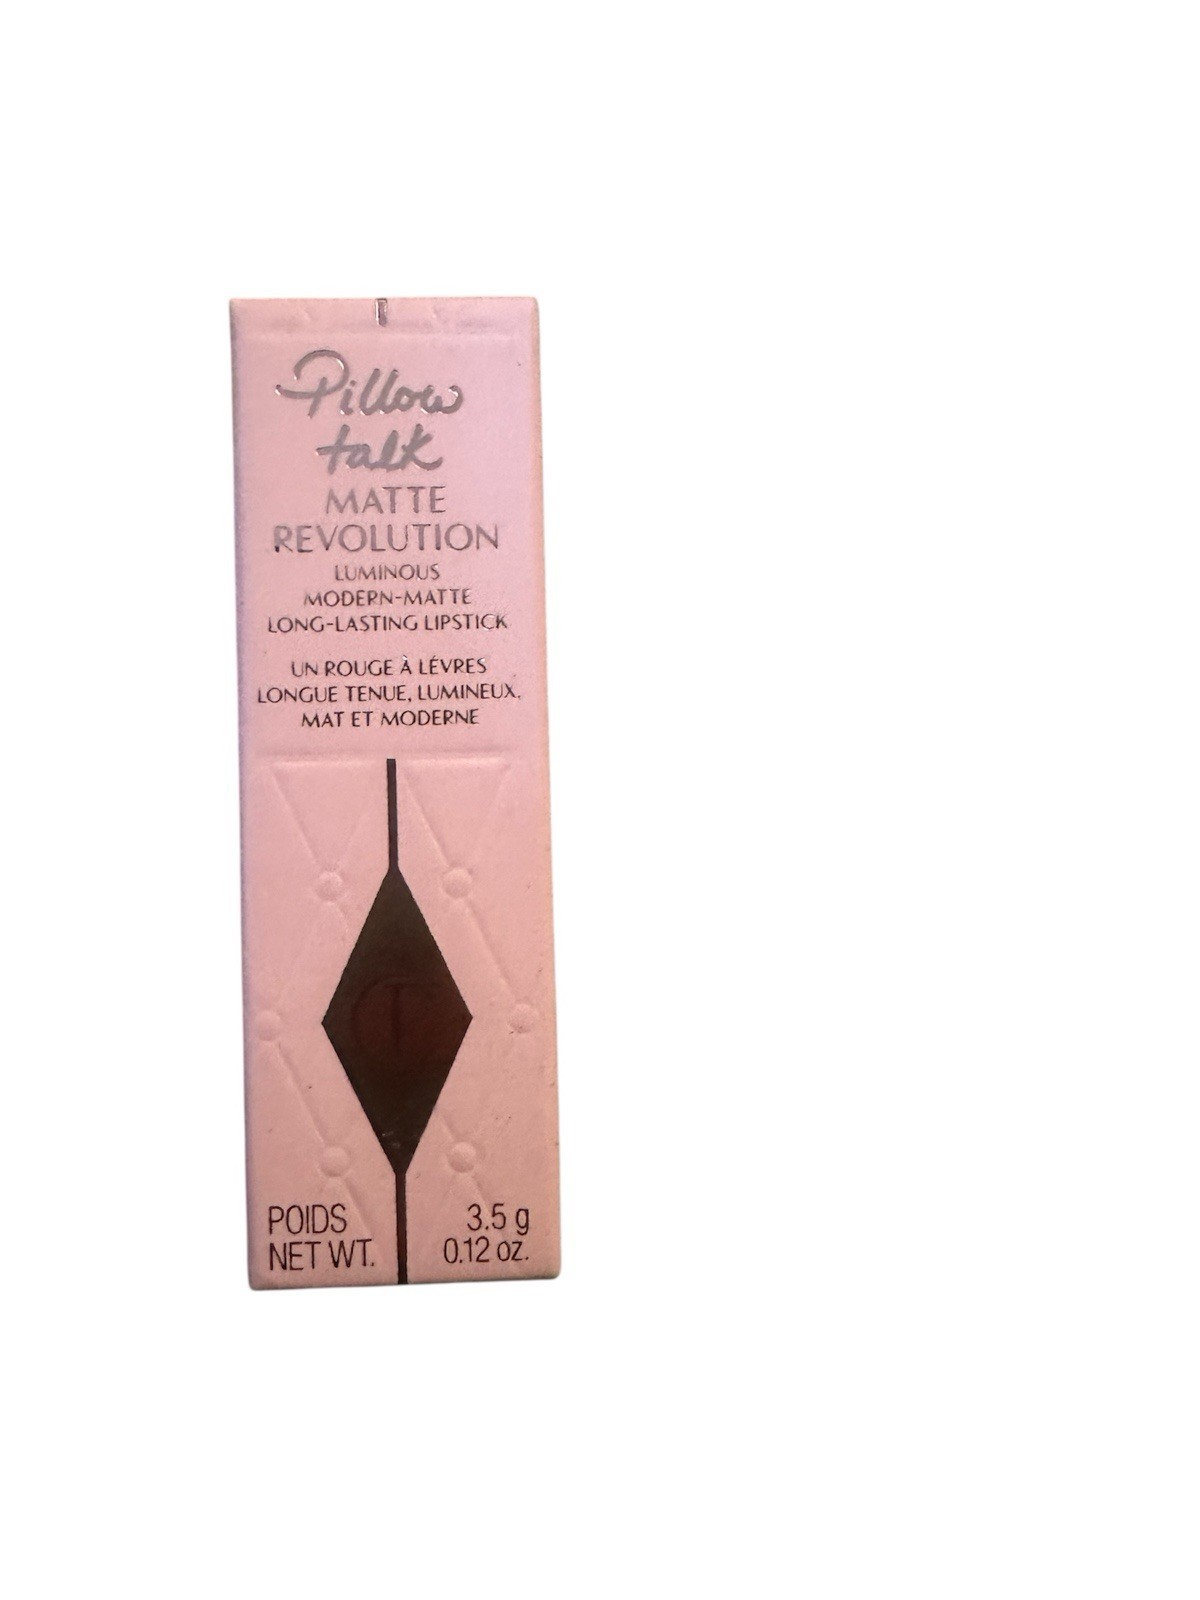 Pillow
talk
MATTE
REVOLUTION
LUMINOUS
MODERN-MATTE
LONG-LASTING LIPSTICK
UN ROUGE À LÉVRES
LONGUE TENUE, LUMINEUX,
MAT ET MODERNE
CT
POIDS 3.5 g
NET WT. 0.12 oz.